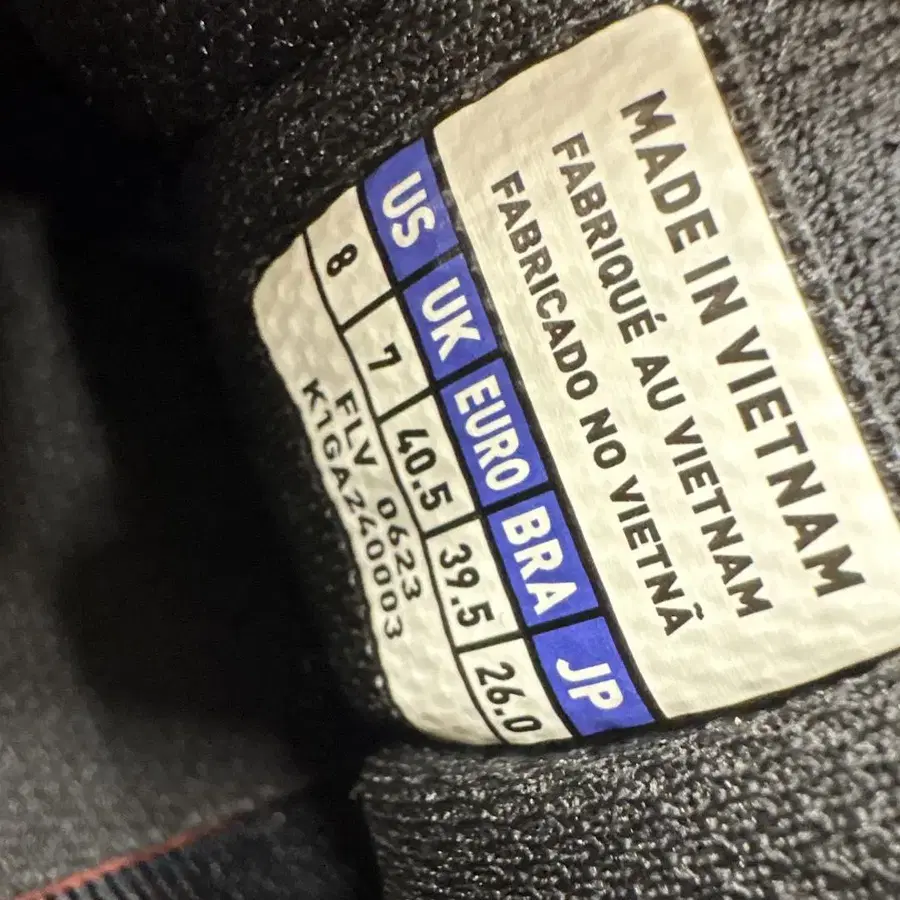 MADE IN VIETNAM
FABRIQUÉ AU VIETNAM
FABRICADO NO VIETNÃ
US UK EURO BRA JP
8 7 40.5 39.5 26.0
FLV 0623
K1GA240003